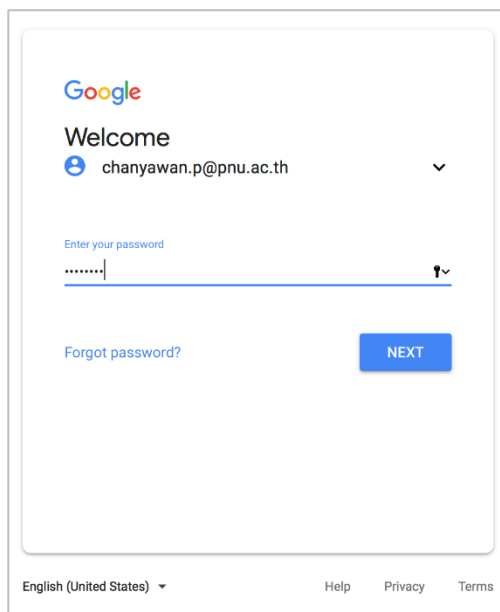 Google
Welcome
chanyawan.p@pnu.ac.th
Enter your password
••••••••
Forgot password? NEXT
English (United States) Help Privacy Terms